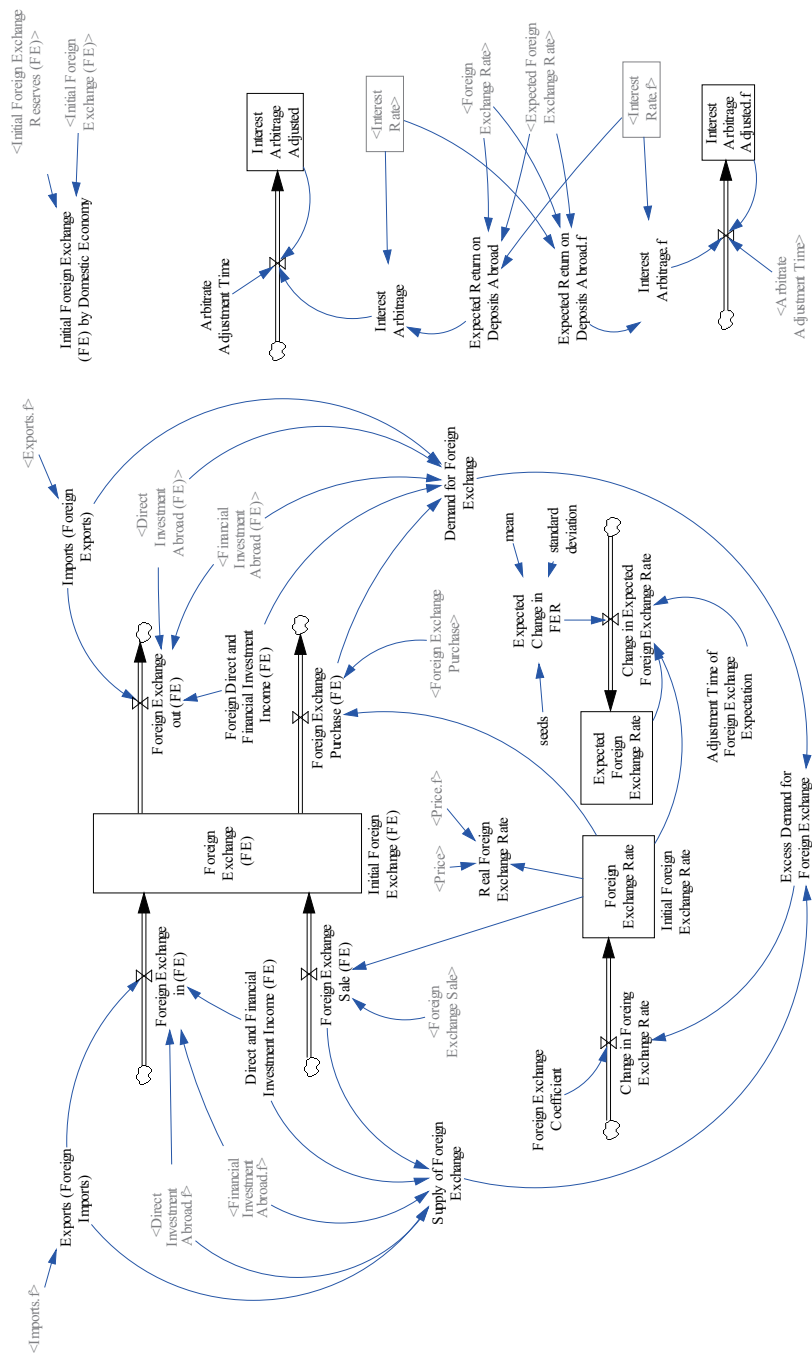 <Imports.f>
Exports (Foreign
Imports)
<Direct
Investment
Abroad.f>
<Financial
Investment
Abroad.f>
Supply of Foreign
Exchange
Foreign Exchange
in (FE)
Direct and Financial
Investment Income (FE)
Foreign Exchange
Sale (FE)
<Foreign
Exchange Sale>
Foreign
Exchange
(FE)
Initial Foreign
Exchange (FE)
<Exports.f>
Imports (Foreign
Exports)
<Direct
Investment
Abroad (FE)>
<Financial
Investment
Abroad (FE)>
Foreign Exchange
out (FE)
Foreign Direct and
Financial Investment
Income (FE)
Foreign Exchange
Purchase (FE)
<Foreign Exchange
Purchase>
Demand for Foreign
Exchange
<Price>
<Price.f>
Real Foreign
Exchange Rate
Foreign Exchange
Coefficient
Change in Foreing
Exchange Rate
Foreign
Exchange Rate
Initial Foreign
Exchange Rate
seeds
Expected
Change in
FER
mean
standard
deviation
Expected
Foreign
Exchange Rate
Change in Expected
Foreign Exchange Rate
Adjustment Time of
Foreign Exchange
Expectation
Excess Demand for
Foreign Exchange
<Initial Foreign Exchange
Reserves (FE)>
<Initial Foreign
Exchange (FE)>
Initial Foreign Exchange
(FE) by Domestic Economy
Arbitrate
Adjustment Time
Interest
Arbitrage
Adjusted
Interest
Arbitrage
<Interest
Rate>
Expected Return on
Deposits Abroad
<Foreign
Exchange Rate>
<Expected Foreign
Exchange Rate>
Expected Return on
Deposits Abroad.f
<Interest
Rate.f>
Interest
Arbitrage.f
Interest
Arbitrage
Adjusted.f
<Arbitrate
Adjustment Time>